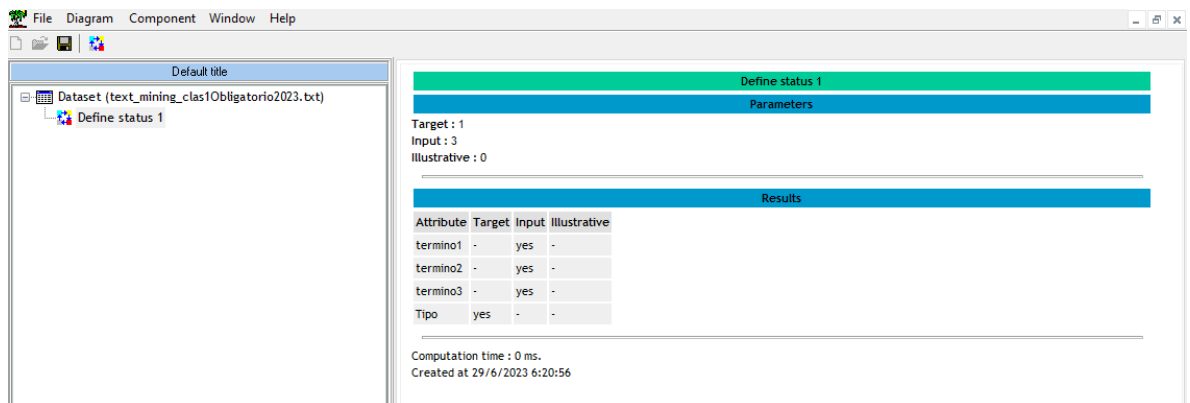 File Diagram Component Window Help
Default title
Dataset (text_mining_clas1Obligatorio2023.txt)
Define status 1
Define status 1
Parameters
Target : 1
Input : 3
Illustrative : 0
Results
Attribute Target Input Illustrative
termino1 - yes -
termino2 - yes -
termino3 - yes -
Tipo yes - -
Computation time : 0 ms.
Created at 29/6/2023 6:20:56